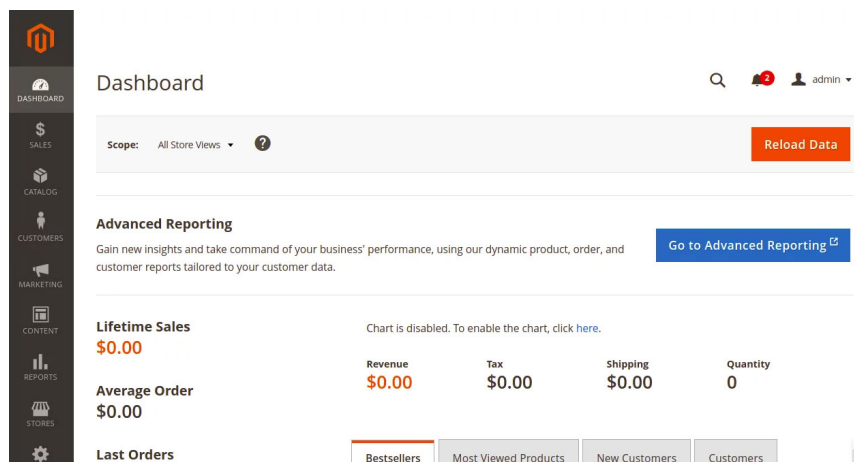 DASHBOARD
SALES
CATALOG
CUSTOMERS
MARKETING
CONTENT
REPORTS
STORES
Dashboard
2
admin
Scope: All Store Views ?
Reload Data
Advanced Reporting
Gain new insights and take command of your business' performance, using our dynamic product, order, and
customer reports tailored to your customer data.
Go to Advanced Reporting
Lifetime Sales
$0.00
Average Order
$0.00
Last Orders
Chart is disabled. To enable the chart, click here.
Revenue Tax Shipping Quantity
$0.00 $0.00 $0.00 0
Bestsellers Most Viewed Products New Customers Customers